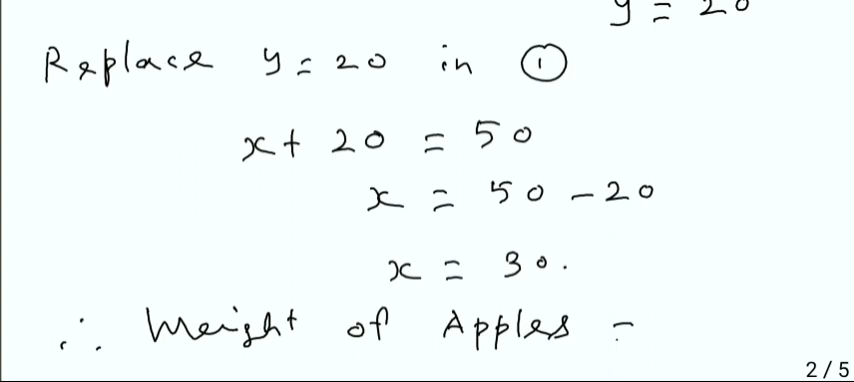 y = 20
Replace y = 20 in ①
x + 20 = 50
x = 50 - 20
x = 30.
∴ Weight of Apples =
2/5